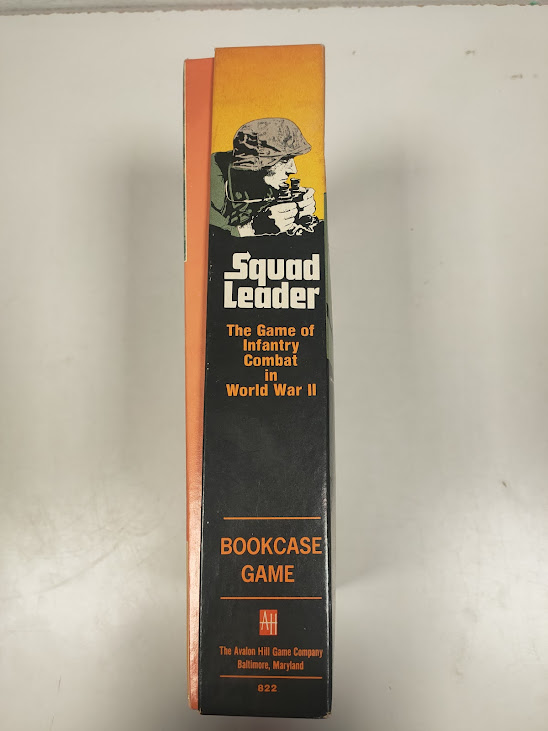 Squad
Leader
The Game of
Infantry
Combat
in
World War II
BOOKCASE
GAME
AH
The Avalon Hill Game Company
Baltimore, Maryland
822